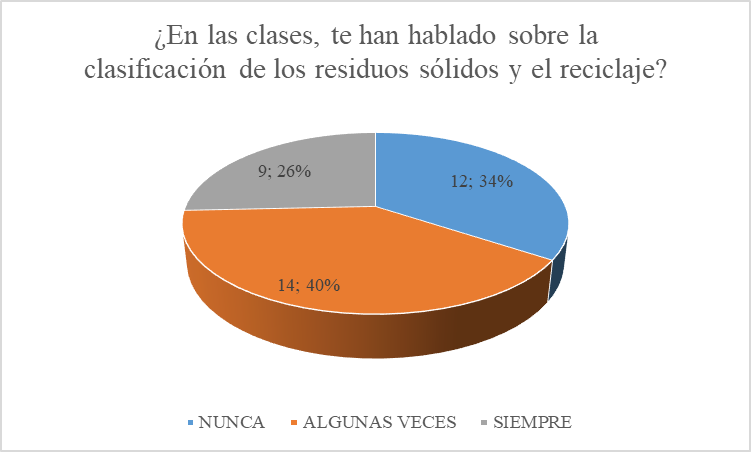 ¿En las clases, te han hablado sobre la
clasificación de los residuos sólidos y el reciclaje?
9; 26%
12; 34%
14; 40%
NUNCA ALGUNAS VECES SIEMPRE